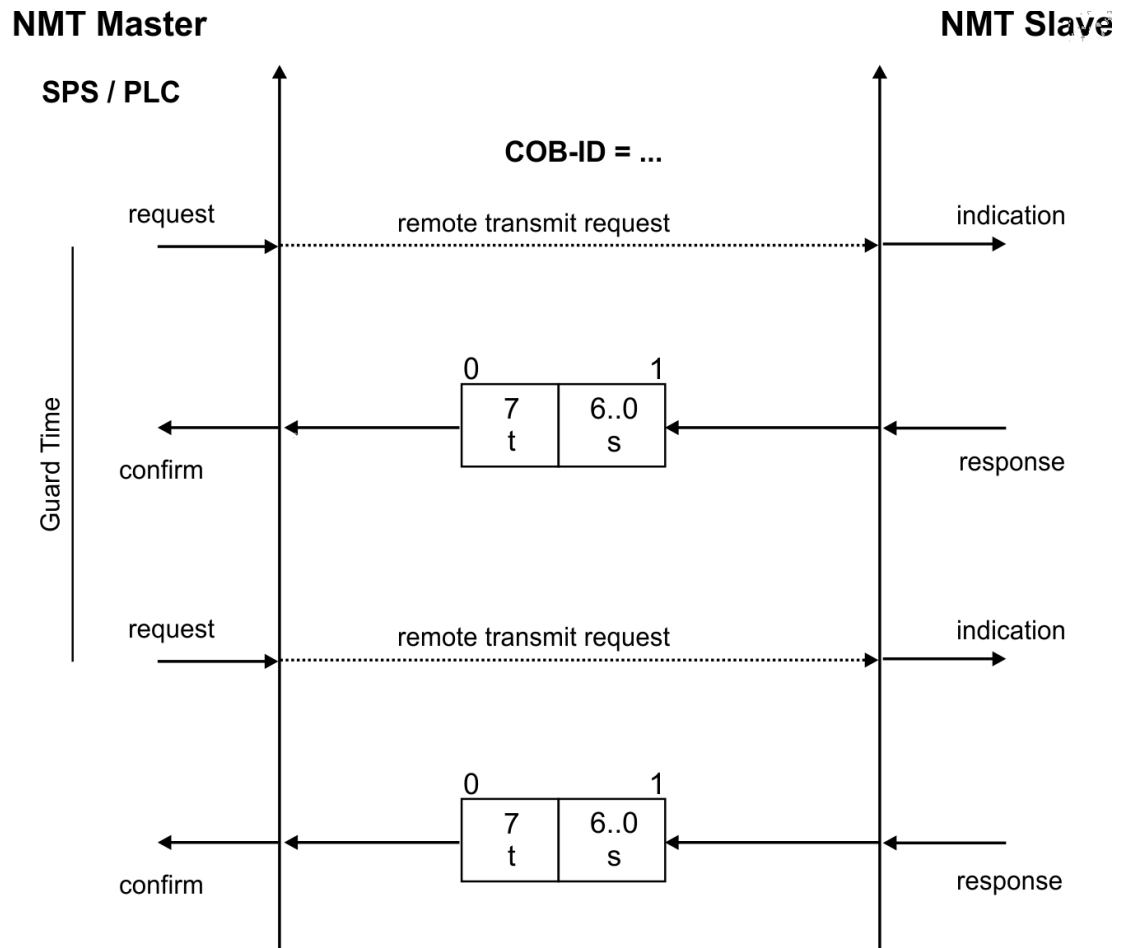 NMT Master
NMT Slave
SPS / PLC
COB-ID = ...
request
remote transmit request
indication
0 1
7 6..0
t s
confirm
response
Guard Time
request
remote transmit request
indication
0 1
7 6..0
t s
confirm
response